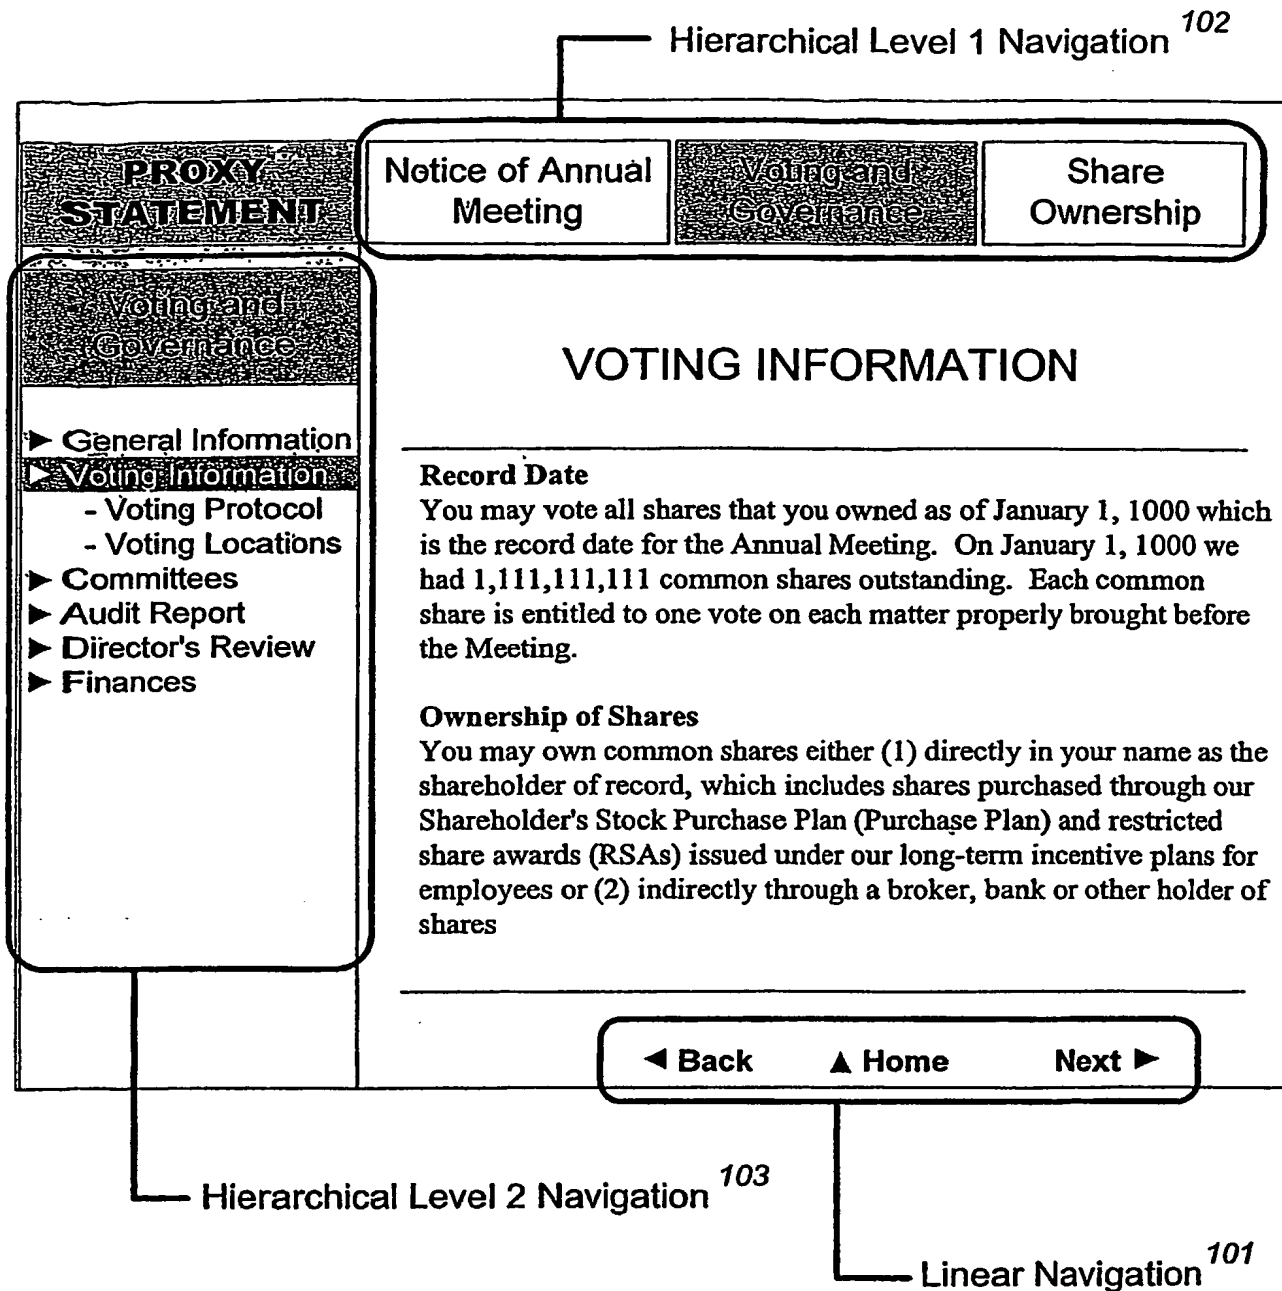 Hierarchical Level 1 Navigation 102
PROXY
STATEMENT
Notice of Annual
Meeting
Voting and
Governance
Share
Ownership
Voting and
Governance
► General Information
► Voting Information
- Voting Protocol
- Voting Locations
► Committees
► Audit Report
► Director's Review
► Finances
VOTING INFORMATION
Record Date
You may vote all shares that you owned as of January 1, 1000 which
is the record date for the Annual Meeting. On January 1, 1000 we
had 1,111,111,111 common shares outstanding. Each common
share is entitled to one vote on each matter properly brought before
the Meeting.
Ownership of Shares
You may own common shares either (1) directly in your name as the
shareholder of record, which includes shares purchased through our
Shareholder's Stock Purchase Plan (Purchase Plan) and restricted
share awards (RSAs) issued under our long-term incentive plans for
employees or (2) indirectly through a broker, bank or other holder of
shares
◄ Back ▲ Home Next ►
Hierarchical Level 2 Navigation 103
Linear Navigation 101